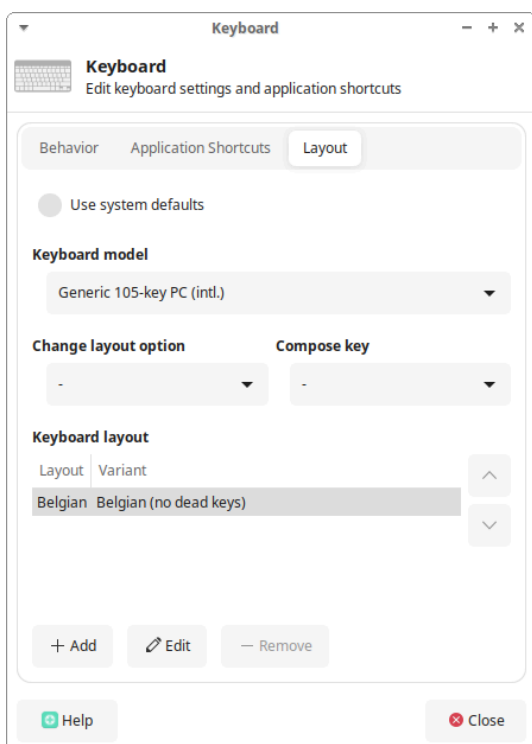 Keyboard
Keyboard
Edit keyboard settings and application shortcuts
Behavior Application Shortcuts Layout
Use system defaults
Keyboard model
Generic 105-key PC (intl.)
Change layout option Compose key
- -
Keyboard layout
Layout Variant
Belgian Belgian (no dead keys)
Add Edit Remove
Help Close